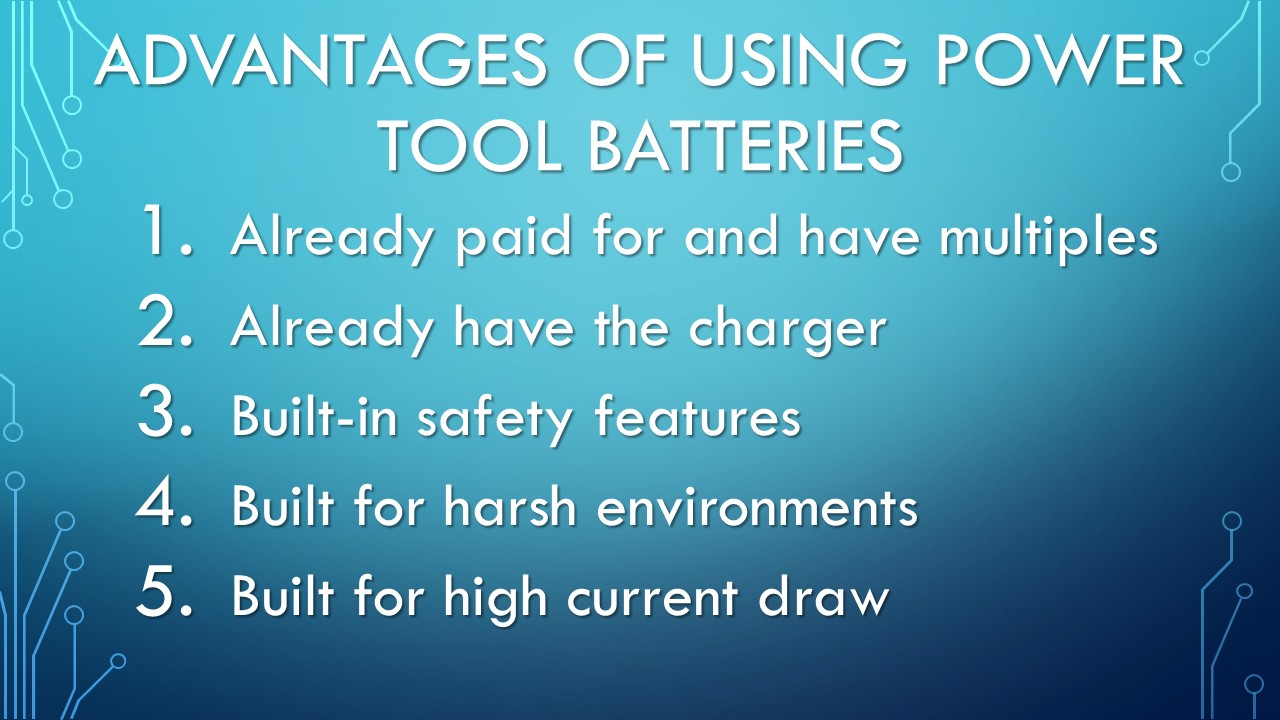 ADVANTAGES OF USING POWER
TOOL BATTERIES
1. Already paid for and have multiples
2. Already have the charger
3. Built-in safety features
4. Built for harsh environments
5. Built for high current draw